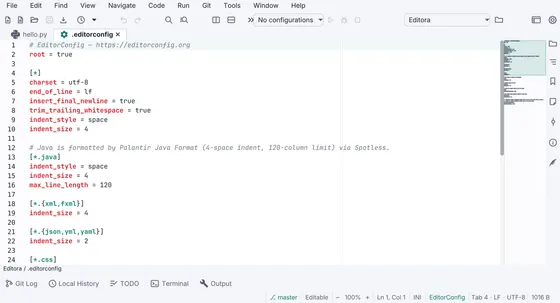 File Edit Find View Navigate Code Run Git Tools Window Help
No configurations
Editora
hello.py .editorconfig
1 # EditorConfig — https://editorconfig.org
2 root = true
3
4 [*]
5 charset = utf-8
6 end_of_line = lf
7 insert_final_newline = true
8 trim_trailing_whitespace = true
9 indent_style = space
10 indent_size = 4
11
12 # Java is formatted by Palantir Java Format (4-space indent, 120-column limit) via Spotless.
13 [*.java]
14 indent_style = space
15 indent_size = 4
16 max_line_length = 120
17
18 [*.{xml,fxml}]
19 indent_size = 4
20
21 [*.{json,yml,yaml}]
22 indent_size = 2
23
24 [*.css]
Editora / .editorconfig
Git Log Local History TODO Terminal Output
master Editable − 100% + Ln 1, Col 1 INI EditorConfig Tab 4 · LF · UTF-8 1016 B